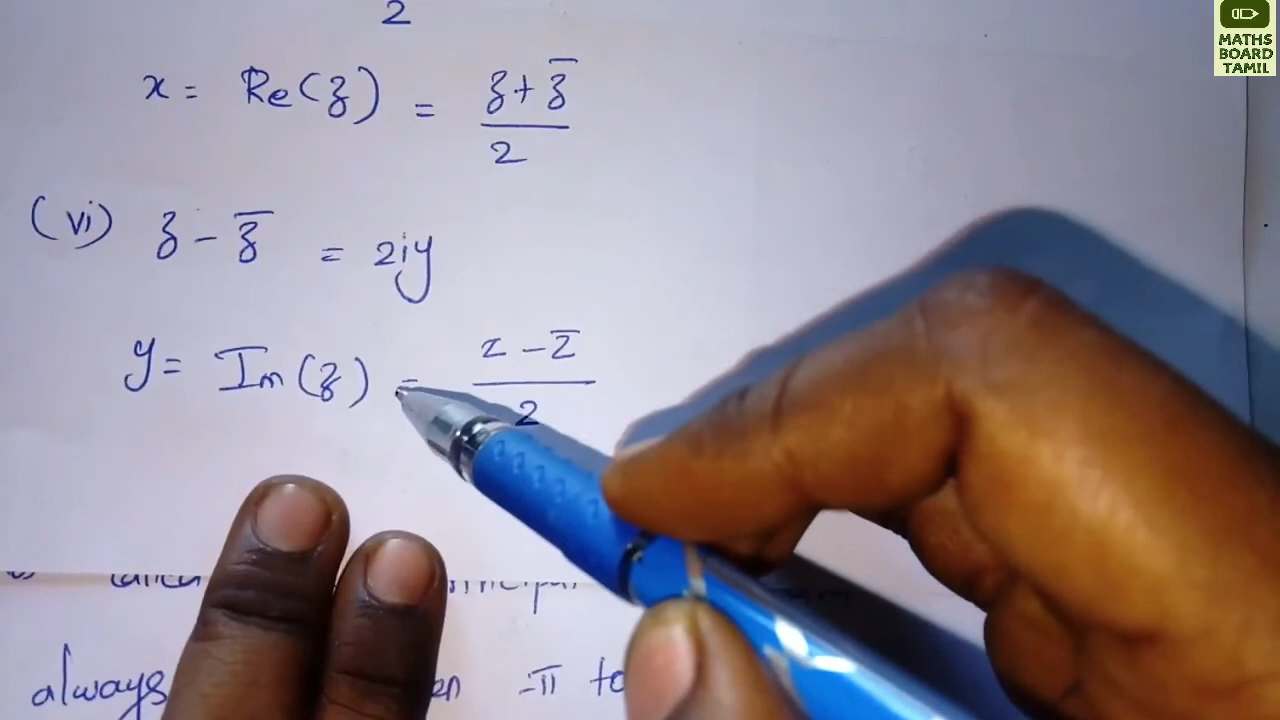 2
x = Re(z) = z + z̅
2
(vi) z - z̅ = 2iy
y = Im(z) = z - z̅
2
always -π to
MATHS
BOARD
TAMIL